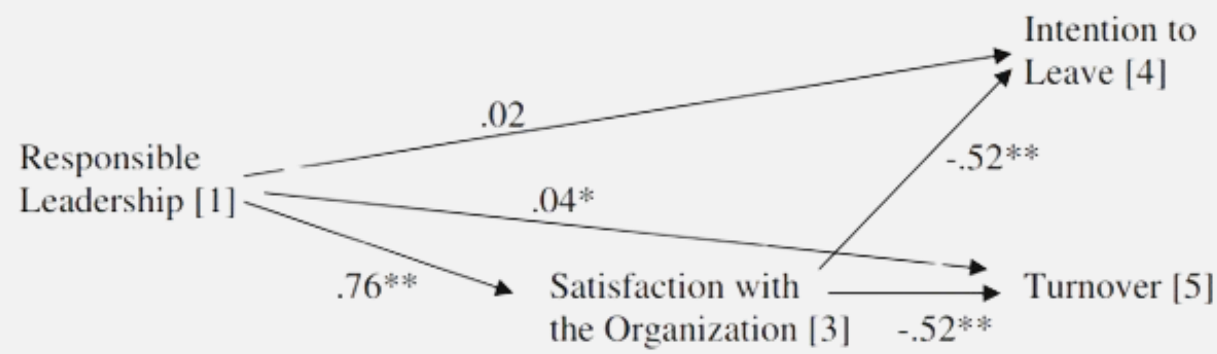 Intention to
Leave [4]
.02
Responsible
Leadership [1]
-.52**
.04*
.76**
Satisfaction with
the Organization [3]
Turnover [5]
-.52**